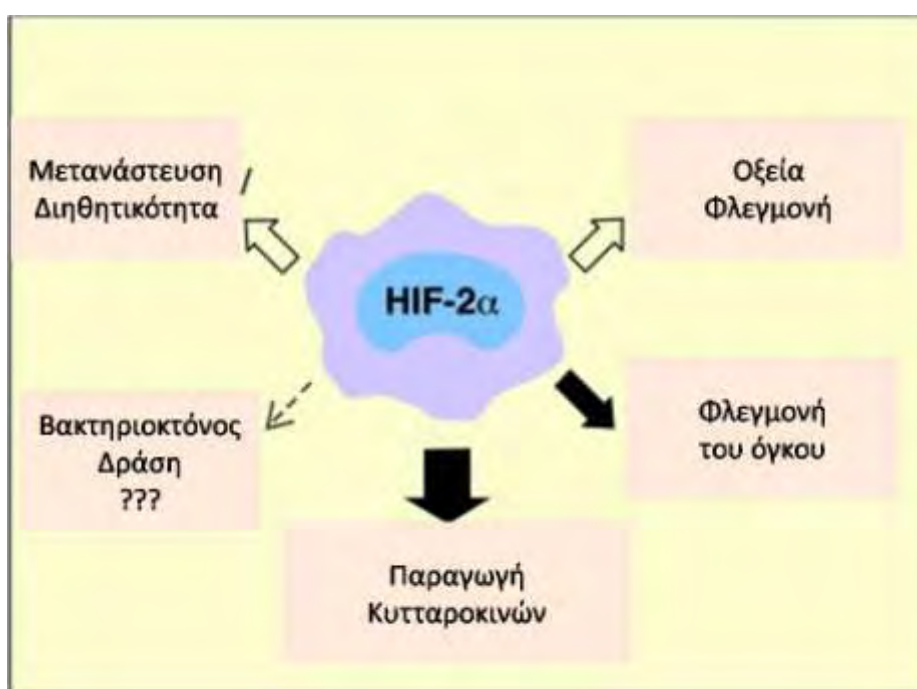 Μετανάστευση /
Διηθητικότητα
Οξεία
Φλεγμονή
HIF-2α
Βακτηριοκτόνος
Δράση
???
Φλεγμονή
του όγκου
Παραγωγή
Κυτταροκινών